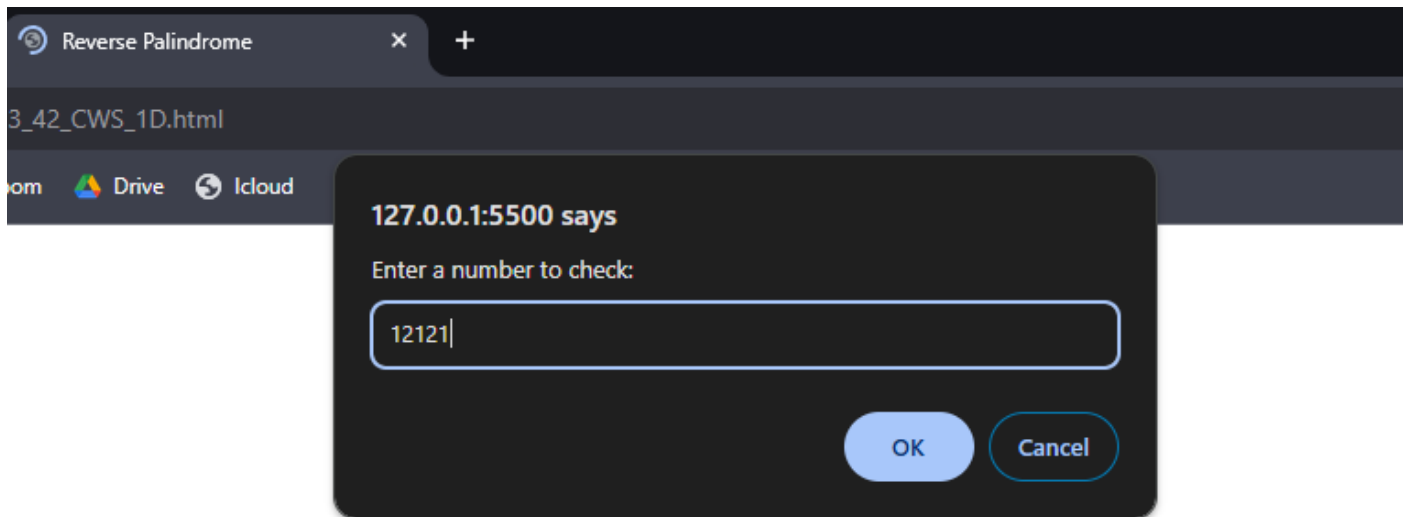 Reverse Palindrome
3_42_CWS_1D.html
oom Drive Icloud
127.0.0.1:5500 says
Enter a number to check:
12121
OK Cancel